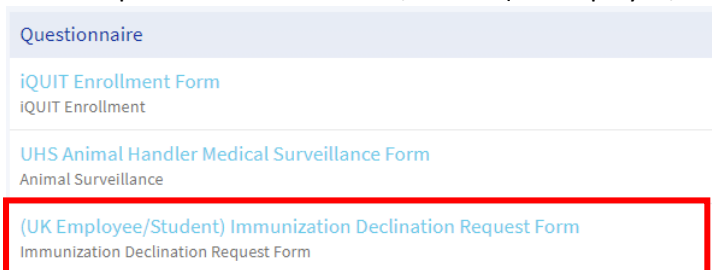 Questionnaire
iQUIT Enrollment Form
iQUIT Enrollment
UHS Animal Handler Medical Surveillance Form
Animal Surveillance
(UK Employee/Student) Immunization Declination Request Form
Immunization Declination Request Form